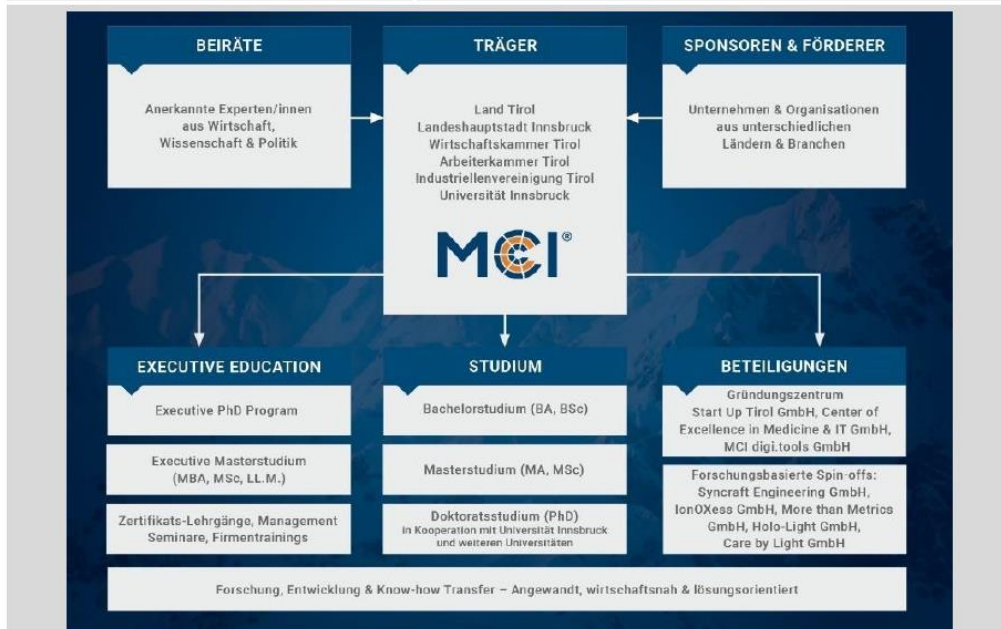 BEIRÄTE
Anerkannte Experten/innen
aus Wirtschaft,
Wissenschaft & Politik
TRÄGER
Land Tirol
Landeshauptstadt Innsbruck
Wirtschaftskammer Tirol
Arbeiterkammer Tirol
Industriellenvereinigung Tirol
Universität Innsbruck
MCI®
SPONSOREN & FÖRDERER
Unternehmen & Organisationen
aus unterschiedlichen
Ländern & Branchen
EXECUTIVE EDUCATION
Executive PhD Program
Executive Masterstudium
(MBA, MSc, LL.M.)
Zertifikats-Lehrgänge, Management
Seminare, Firmentrainings
STUDIUM
Bachelorstudium (BA, BSc)
Masterstudium (MA, MSc)
Doktoratsstudium (PhD)
in Kooperation mit Universität Innsbruck
und weiteren Universitäten
BETEILIGUNGEN
Gründungszentrum
Start Up Tirol GmbH, Center of
Excellence in Medicine & IT GmbH,
MCI digi.tools GmbH
Forschungsbasierte Spin-offs:
Syncraft Engineering GmbH,
IonOXess GmbH, More than Metrics
GmbH, Holo-Light GmbH,
Care by Light GmbH
Forschung, Entwicklung & Know-how Transfer – Angewandt, wirtschaftsnah & lösungsorientiert